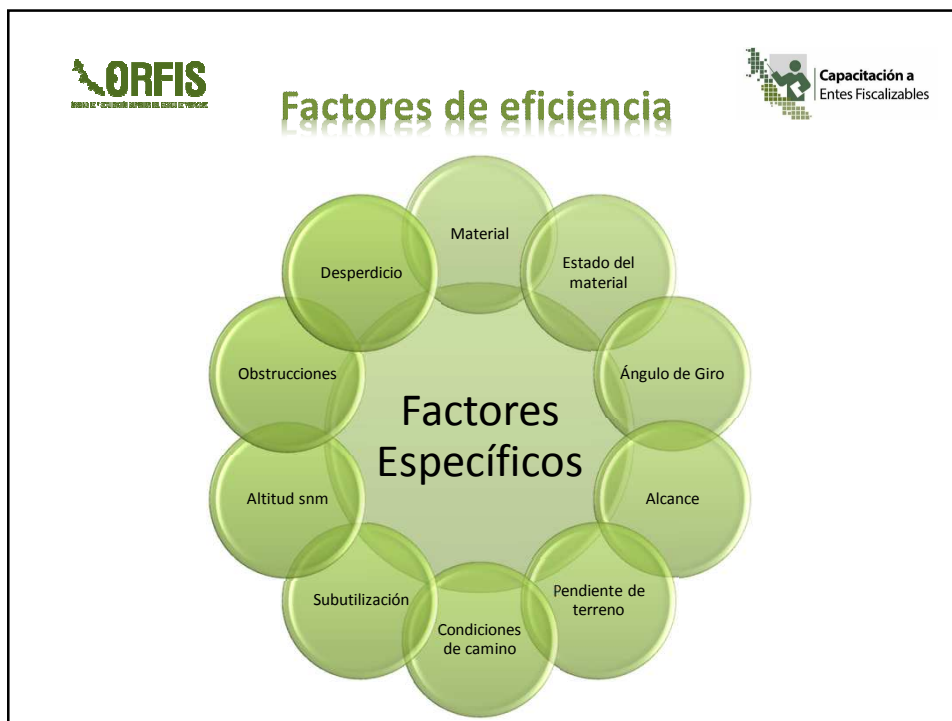 ORFIS
Capacitación a
Entes Fiscalizables
Factores de eficiencia
Material
Estado del
material
Ángulo de Giro
Alcance
Pendiente de
terreno
Condiciones
de camino
Subutilización
Altitud snm
Obstrucciones
Desperdicio
Factores
Específicos